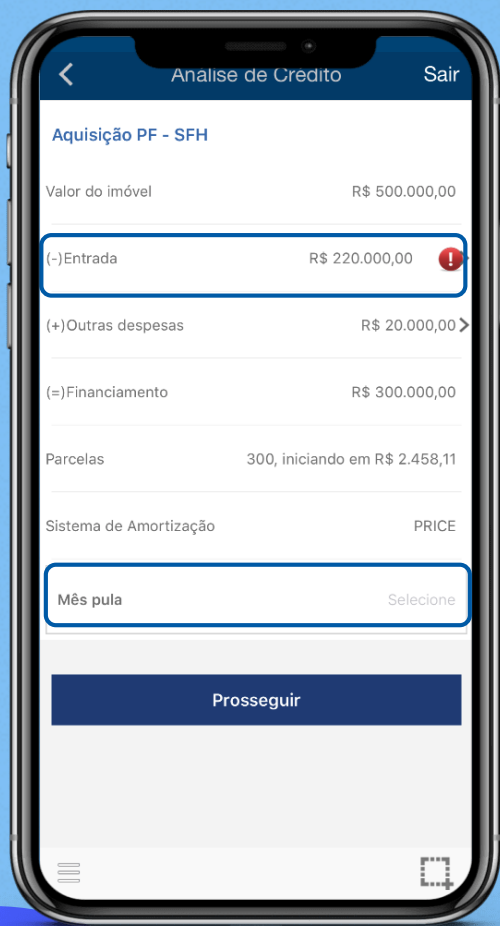 Análise de Crédito
Sair
Aquisição PF - SFH
Valor do imóvel R$ 500.000,00
(-)Entrada R$ 220.000,00
(+)Outras despesas R$ 20.000,00
(=)Financiamento R$ 300.000,00
Parcelas 300, iniciando em R$ 2.458,11
Sistema de Amortização PRICE
Mês pula Selecione
Prosseguir